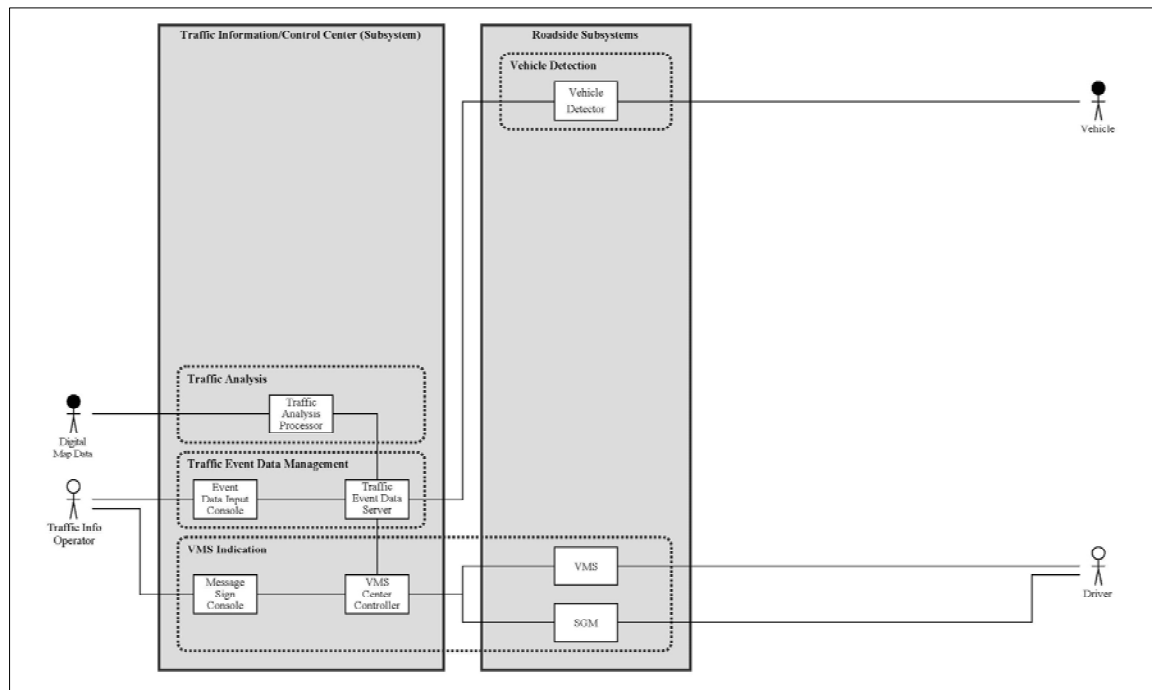 Traffic Information/Control Center (Subsystem)
Roadside Subsystems
Vehicle Detection
Vehicle
Detector
Vehicle
Traffic Analysis
Traffic
Analysis
Processor
Digital
Map Data
Traffic Event Data Management
Event
Data Input
Console
Traffic
Event Data
Server
Traffic Info
Operator
VMS Indication
Message
Sign
Console
VMS
Center
Controller
VMS
SGM
Driver